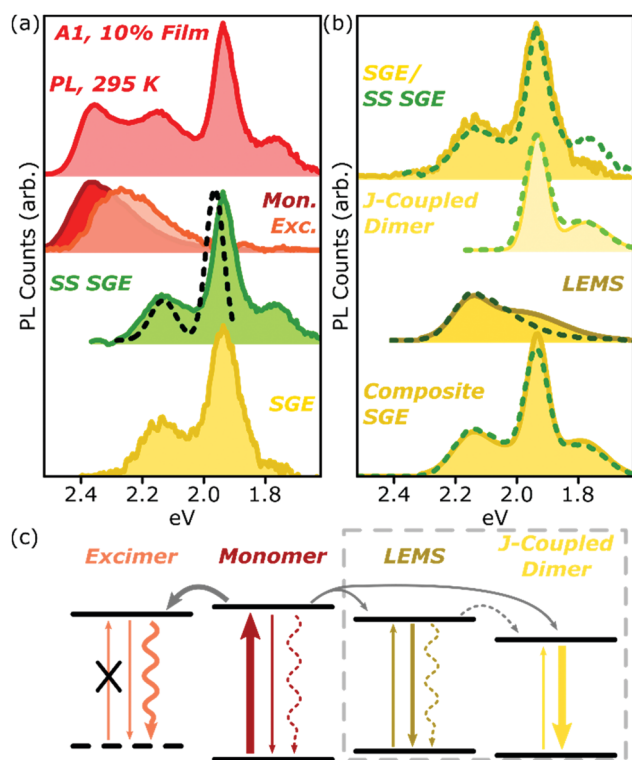 (a)
A1, 10% Film
PL, 295 K
Mon.
Exc.
SS SGE
SGE
PL Counts (arb.)
2.4 2.2 2.0 1.8
eV
(b)
SGE/
SS SGE
J-Coupled
Dimer
LEMS
Composite
SGE
PL Counts (arb.)
2.4 2.2 2.0 1.8
eV
(c)
Excimer
Monomer
LEMS
J-Coupled
Dimer